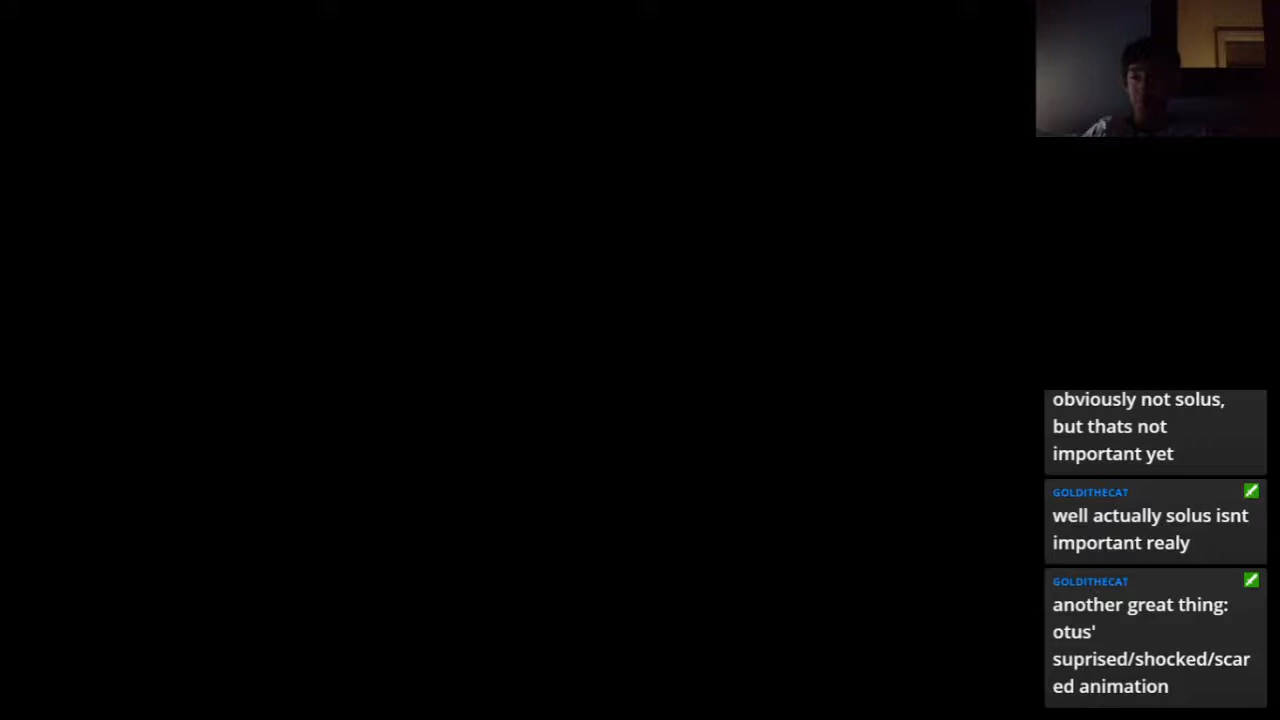 obviously not solus,
but thats not
important yet
GOLDITHECAT
well actually solus isnt
important realy
GOLDITHECAT
another great thing:
otus'
suprised/shocked/scar
ed animation